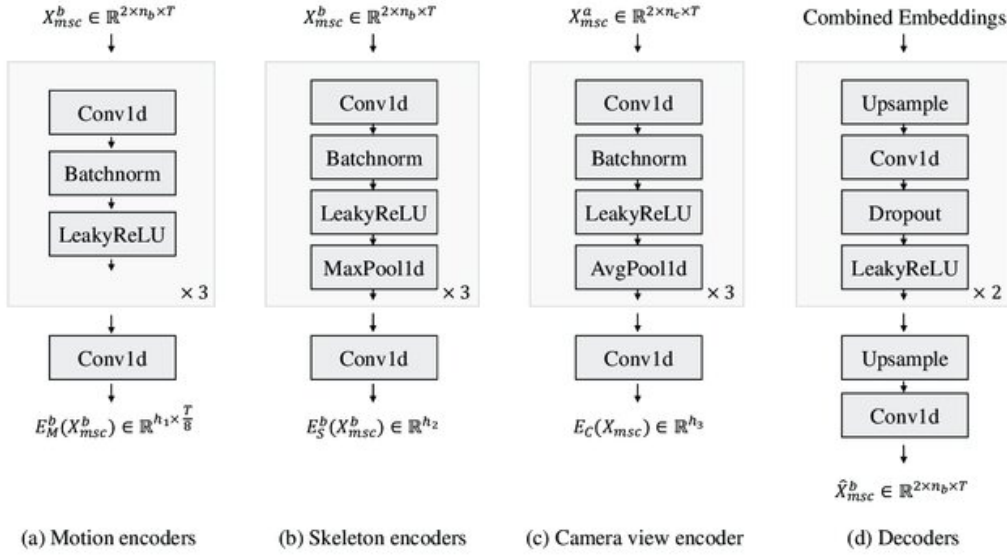 X^b_{msc} ∈ ℝ^{2×n_b×T}
Conv1d
Batchnorm
LeakyReLU
× 3
Conv1d
E^b_M(X^b_{msc}) ∈ ℝ^{h_1×T/8}
(a) Motion encoders
X^b_{msc} ∈ ℝ^{2×n_b×T}
Conv1d
Batchnorm
LeakyReLU
MaxPool1d
× 3
Conv1d
E^b_S(X^b_{msc}) ∈ ℝ^{h_2}
(b) Skeleton encoders
X^a_{msc} ∈ ℝ^{2×n_c×T}
Conv1d
Batchnorm
LeakyReLU
AvgPool1d
× 3
Conv1d
E_C(X_{msc}) ∈ ℝ^{h_3}
(c) Camera view encoder
Combined Embeddings
Upsample
Conv1d
Dropout
LeakyReLU
× 2
Upsample
Conv1d
X̂^b_{msc} ∈ ℝ^{2×n_b×T}
(d) Decoders